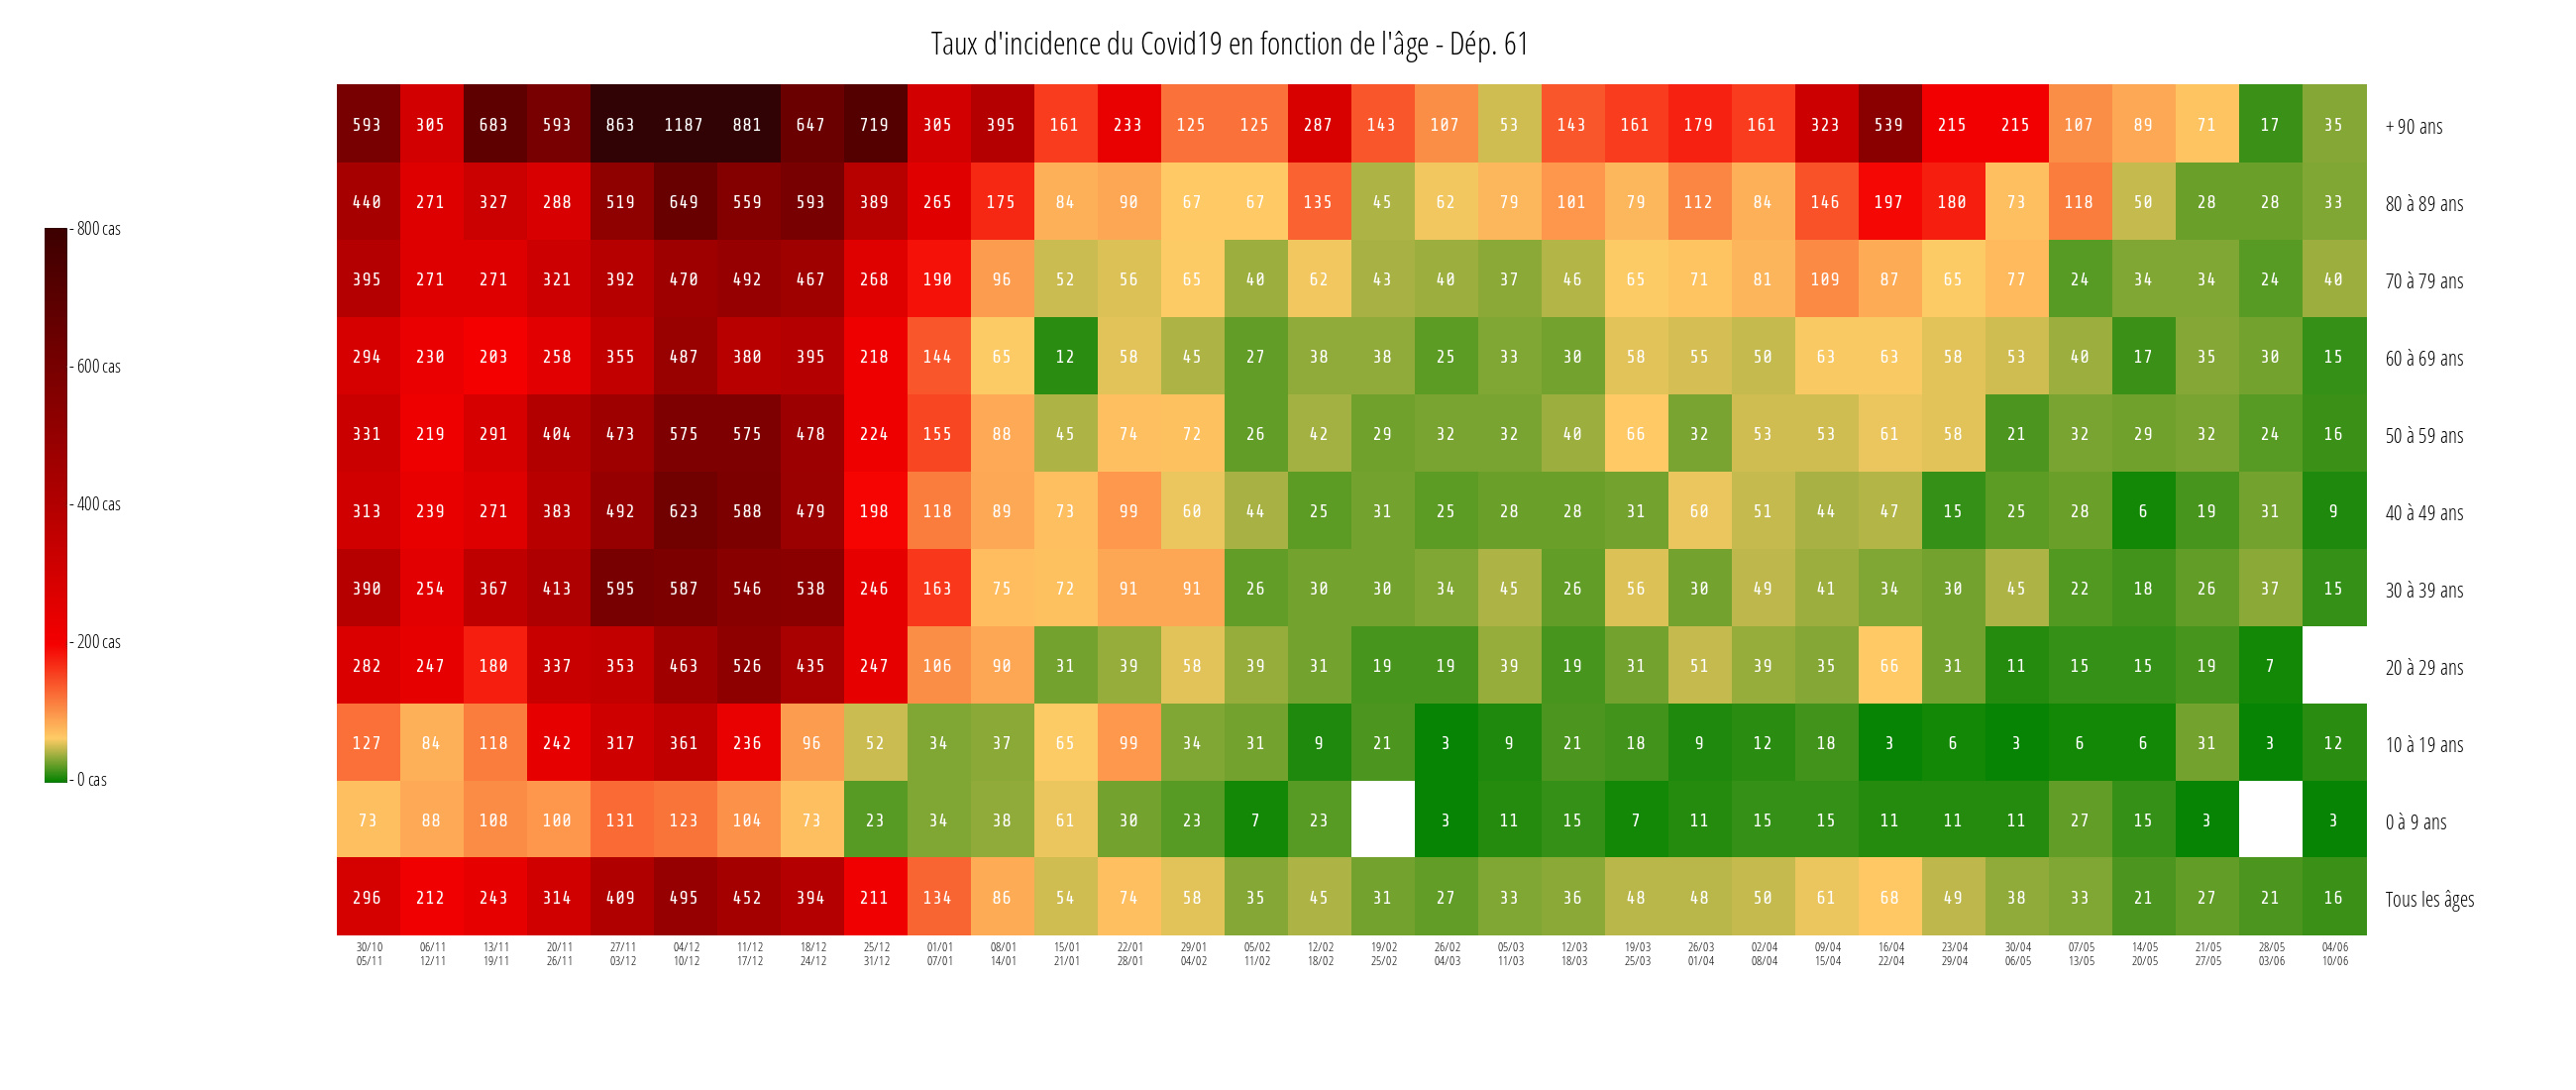 Taux d'incidence du Covid19 en fonction de l'âge - Dép. 61
- 800 cas
- 600 cas
- 400 cas
- 200 cas
- 0 cas
593 305 683 593 863 1187 881 647 719 305 395 161 233 125 125 287 143 107 53 143 161 179 161 323 539 215 215 107 89 71 17 35 + 90 ans
440 271 327 288 519 649 559 593 389 265 175 84 90 67 67 135 45 62 79 101 79 112 84 146 197 180 73 118 50 28 28 33 80 à 89 ans
395 271 271 321 392 470 492 467 268 190 96 52 56 65 40 62 43 40 37 46 65 71 81 109 87 65 77 24 34 34 24 40 70 à 79 ans
294 230 203 258 355 487 380 395 218 144 65 12 58 45 27 38 38 25 33 30 58 55 50 63 63 58 53 40 17 35 30 15 60 à 69 ans
331 219 291 404 473 575 575 478 224 155 88 45 74 72 26 42 29 32 32 40 66 32 53 53 61 58 21 32 29 32 24 16 50 à 59 ans
313 239 271 383 492 623 588 479 198 118 89 73 99 60 44 25 31 25 28 28 31 60 51 44 47 15 25 28 6 19 31 9 40 à 49 ans
390 254 367 413 595 587 546 538 246 163 75 72 91 91 26 30 30 34 45 26 56 30 49 41 34 30 45 22 18 26 37 15 30 à 39 ans
282 247 180 337 353 463 526 435 247 106 90 31 39 58 39 31 19 19 39 19 31 51 39 35 66 31 11 15 15 19 7 20 à 29 ans
127 84 118 242 317 361 236 96 52 34 37 65 99 34 31 9 21 3 9 21 18 9 12 18 3 6 3 6 6 31 3 12 10 à 19 ans
73 88 108 100 131 123 104 73 23 34 38 61 30 23 7 23 3 11 15 7 11 15 15 11 11 11 27 15 3 3 0 à 9 ans
296 212 243 314 409 495 452 394 211 134 86 54 74 58 35 45 31 27 33 36 48 48 50 61 68 49 38 33 21 27 21 16 Tous les âges
30/10 06/11 13/11 20/11 27/11 04/12 11/12 18/12 25/12 01/01 08/01 15/01 22/01 29/01 05/02 12/02 19/02 26/02 05/03 12/03 19/03 26/03 02/04 09/04 16/04 23/04 30/04 07/05 14/05 21/05 28/05 04/06
05/11 12/11 19/11 26/11 03/12 10/12 17/12 24/12 31/12 07/01 14/01 21/01 28/01 04/02 11/02 18/02 25/02 04/03 11/03 18/03 25/03 01/04 08/04 15/04 22/04 29/04 06/05 13/05 20/05 27/05 03/06 10/06